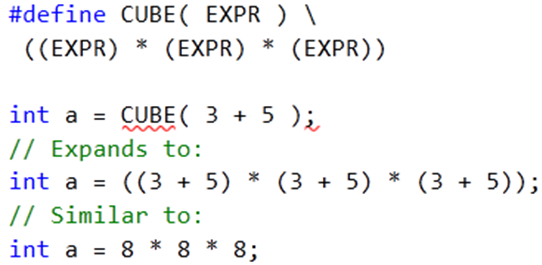 #define CUBE( EXPR ) \
((EXPR) * (EXPR) * (EXPR))
int a = CUBE( 3 + 5 );
// Expands to:
int a = ((3 + 5) * (3 + 5) * (3 + 5));
// Similar to:
int a = 8 * 8 * 8;